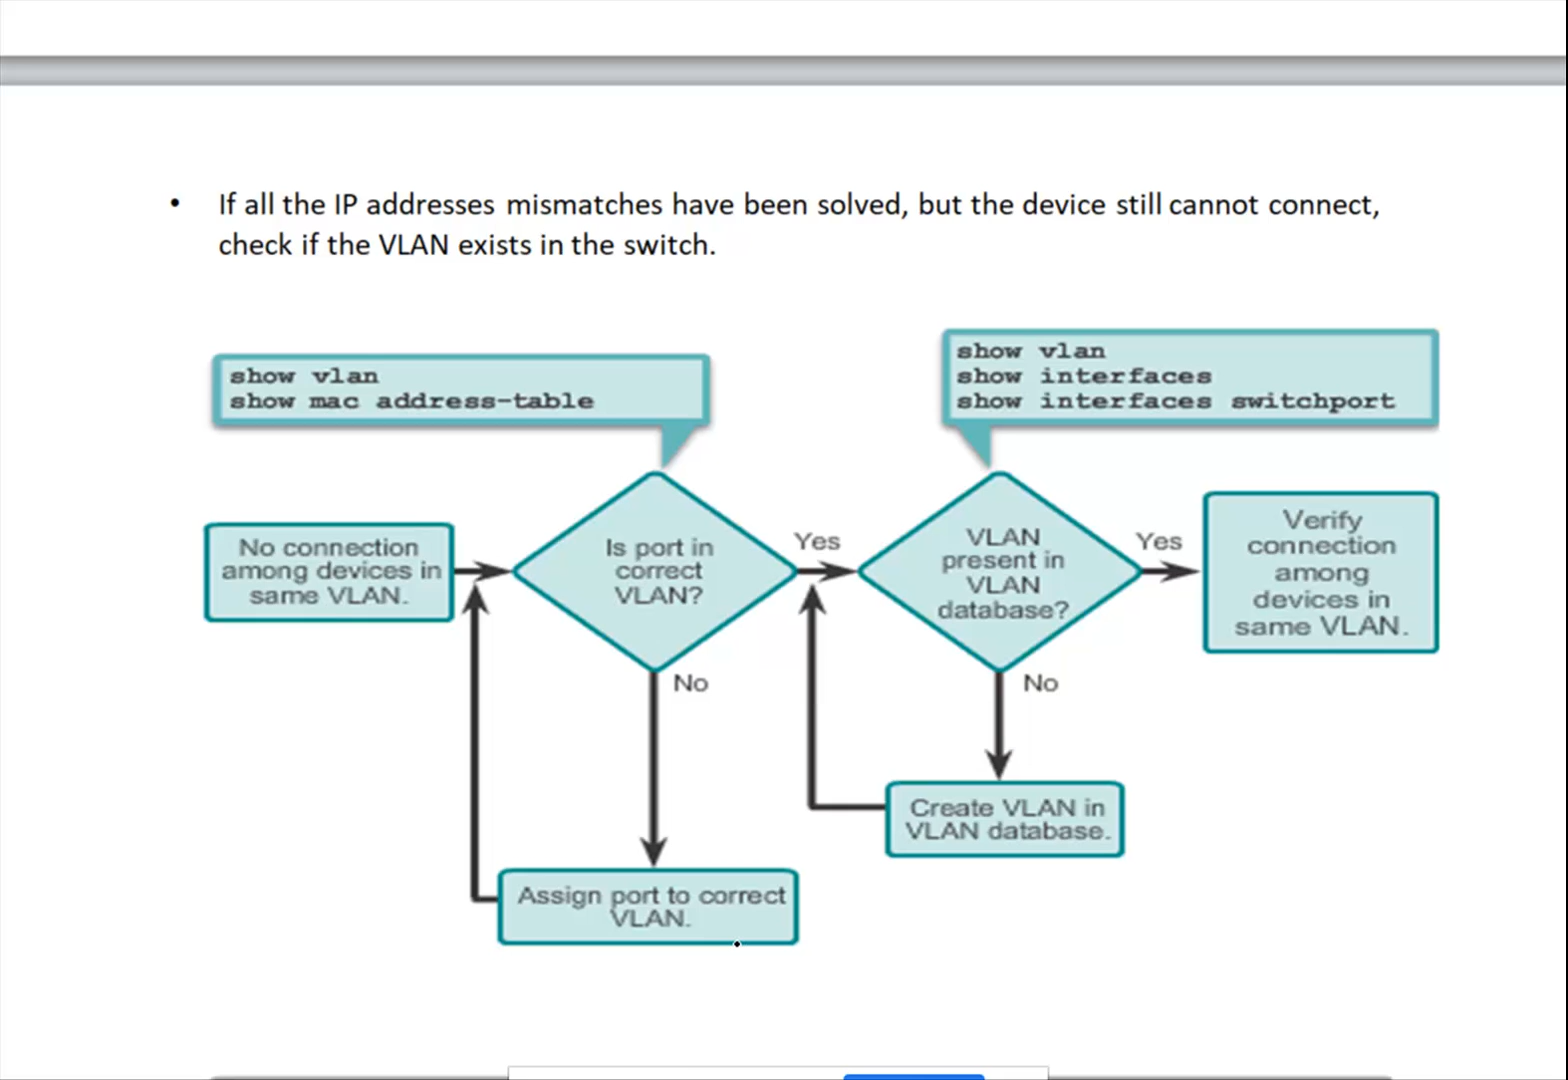 • If all the IP addresses mismatches have been solved, but the device still cannot connect,
check if the VLAN exists in the switch.
show vlan
show mac address-table
show vlan
show interfaces
show interfaces switchport
No connection
among devices in
same VLAN.
Is port in
correct
VLAN?
Yes
VLAN
present in
VLAN
database?
Yes
Verify
connection
among
devices in
same VLAN.
No
No
Create VLAN in
VLAN database.
Assign port to correct
VLAN.